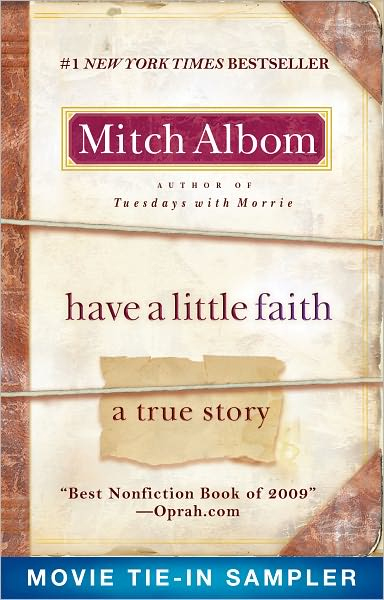 #1 NEW YORK TIMES BESTSELLER
Mitch Albom
AUTHOR OF
Tuesdays with Morrie
have a little faith
a true story
“Best Nonfiction Book of 2009”
—Oprah.com
MOVIE TIE-IN SAMPLER